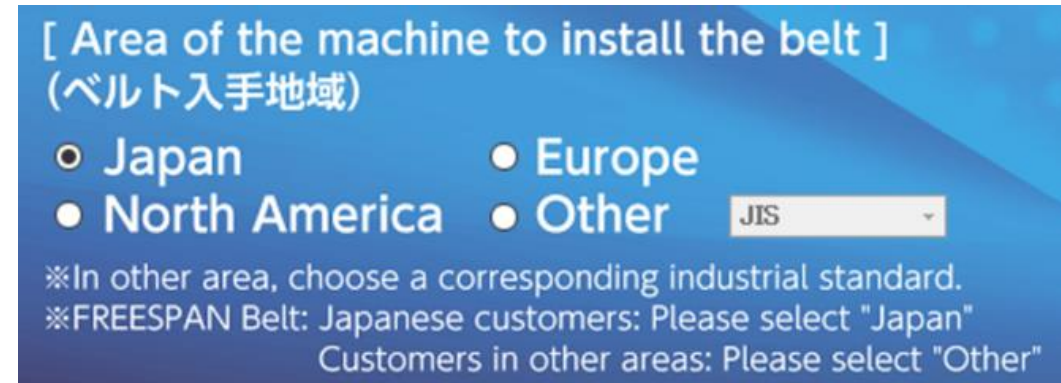 [ Area of the machine to install the belt ]
(ベルト入手地域)
Japan Europe
North America Other JIS
※In other area, choose a corresponding industrial standard.
※FREESPAN Belt: Japanese customers: Please select "Japan"
Customers in other areas: Please select "Other"